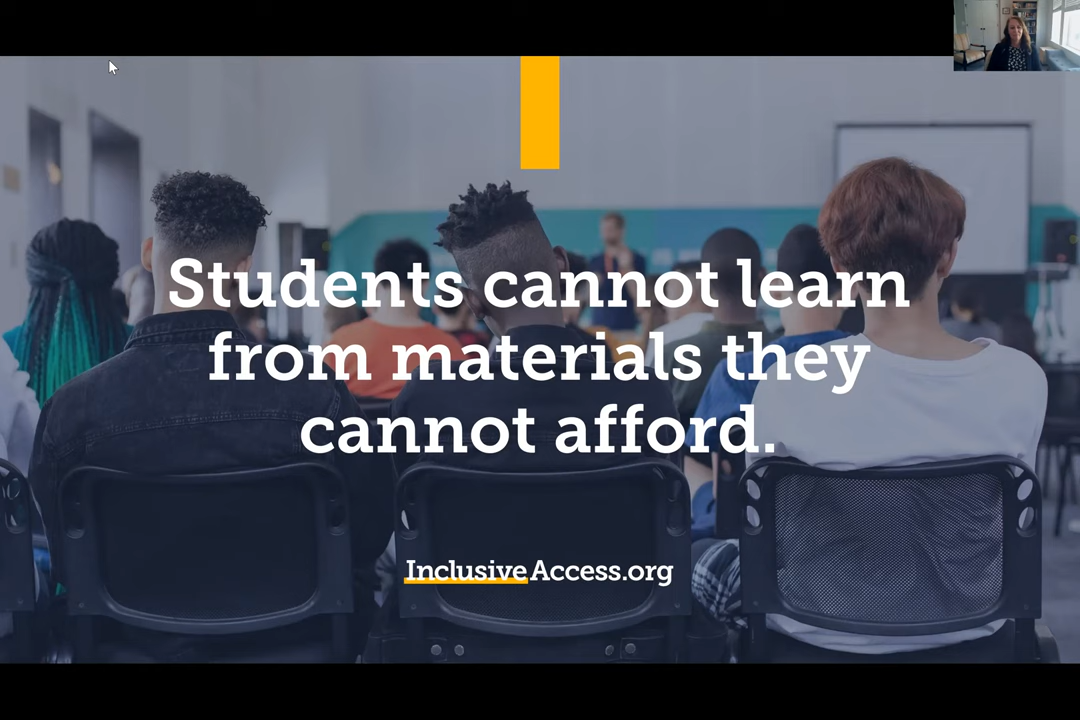 Students cannot learn
from materials they
cannot afford.
InclusiveAccess.org